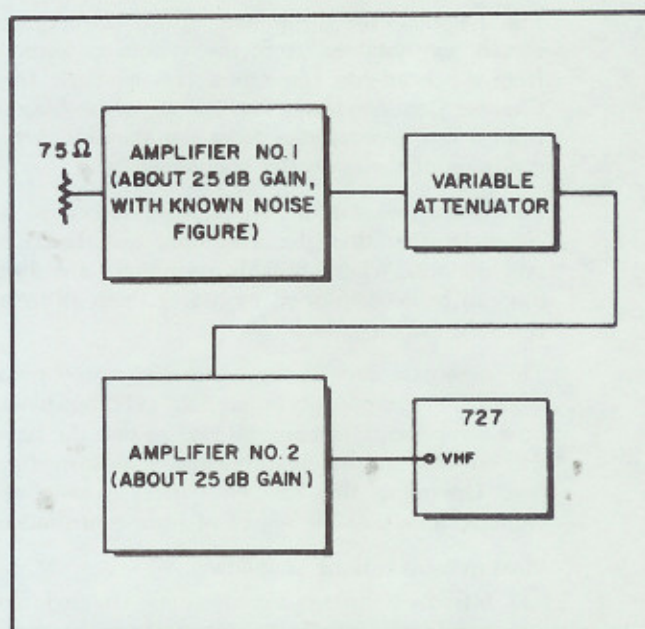 75Ω
AMPLIFIER NO. 1
(ABOUT 25 dB GAIN,
WITH KNOWN NOISE
FIGURE)
VARIABLE
ATTENUATOR
AMPLIFIER NO. 2
(ABOUT 25 dB GAIN)
727
VHF